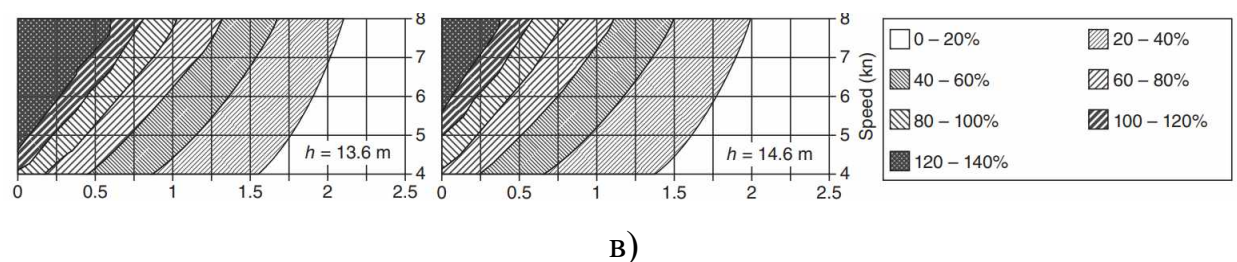 8
7
6
5
4
h = 13.6 m
0 0.5 1 1.5 2 2.5
8
7
6
5
4
Speed (kn)
h = 14.6 m
0 0.5 1 1.5 2 2.5
0 – 20% 20 – 40%
40 – 60% 60 – 80%
80 – 100% 100 – 120%
120 – 140%
в)